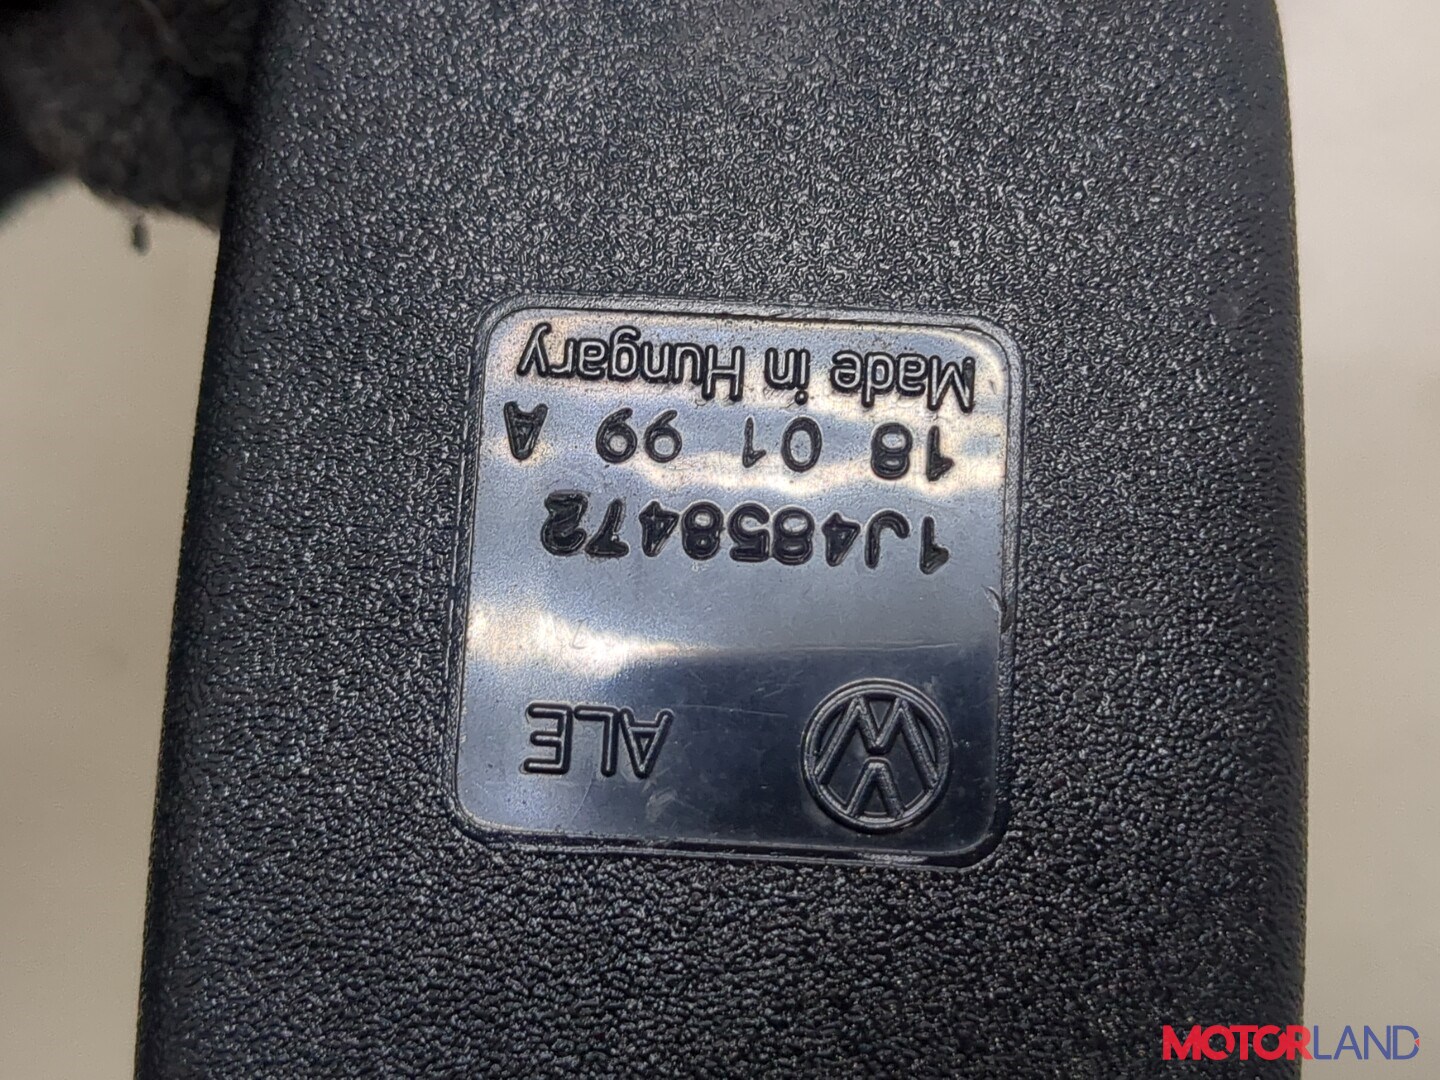 ALE
1J4858472
18 01 99 A
Made in Hungary
MOTORLAND